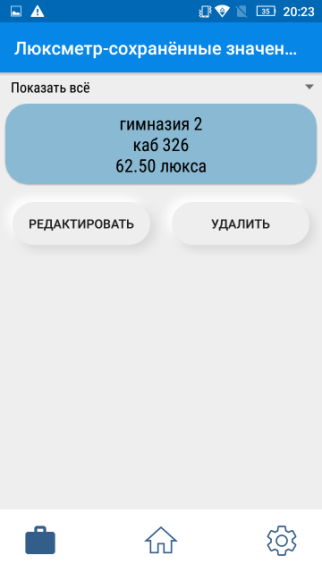 35 20:23
Люксметр-сохранённые значен...
Показать всё
гимназия 2
каб 326
62.50 люкса
РЕДАКТИРОВАТЬ УДАЛИТЬ